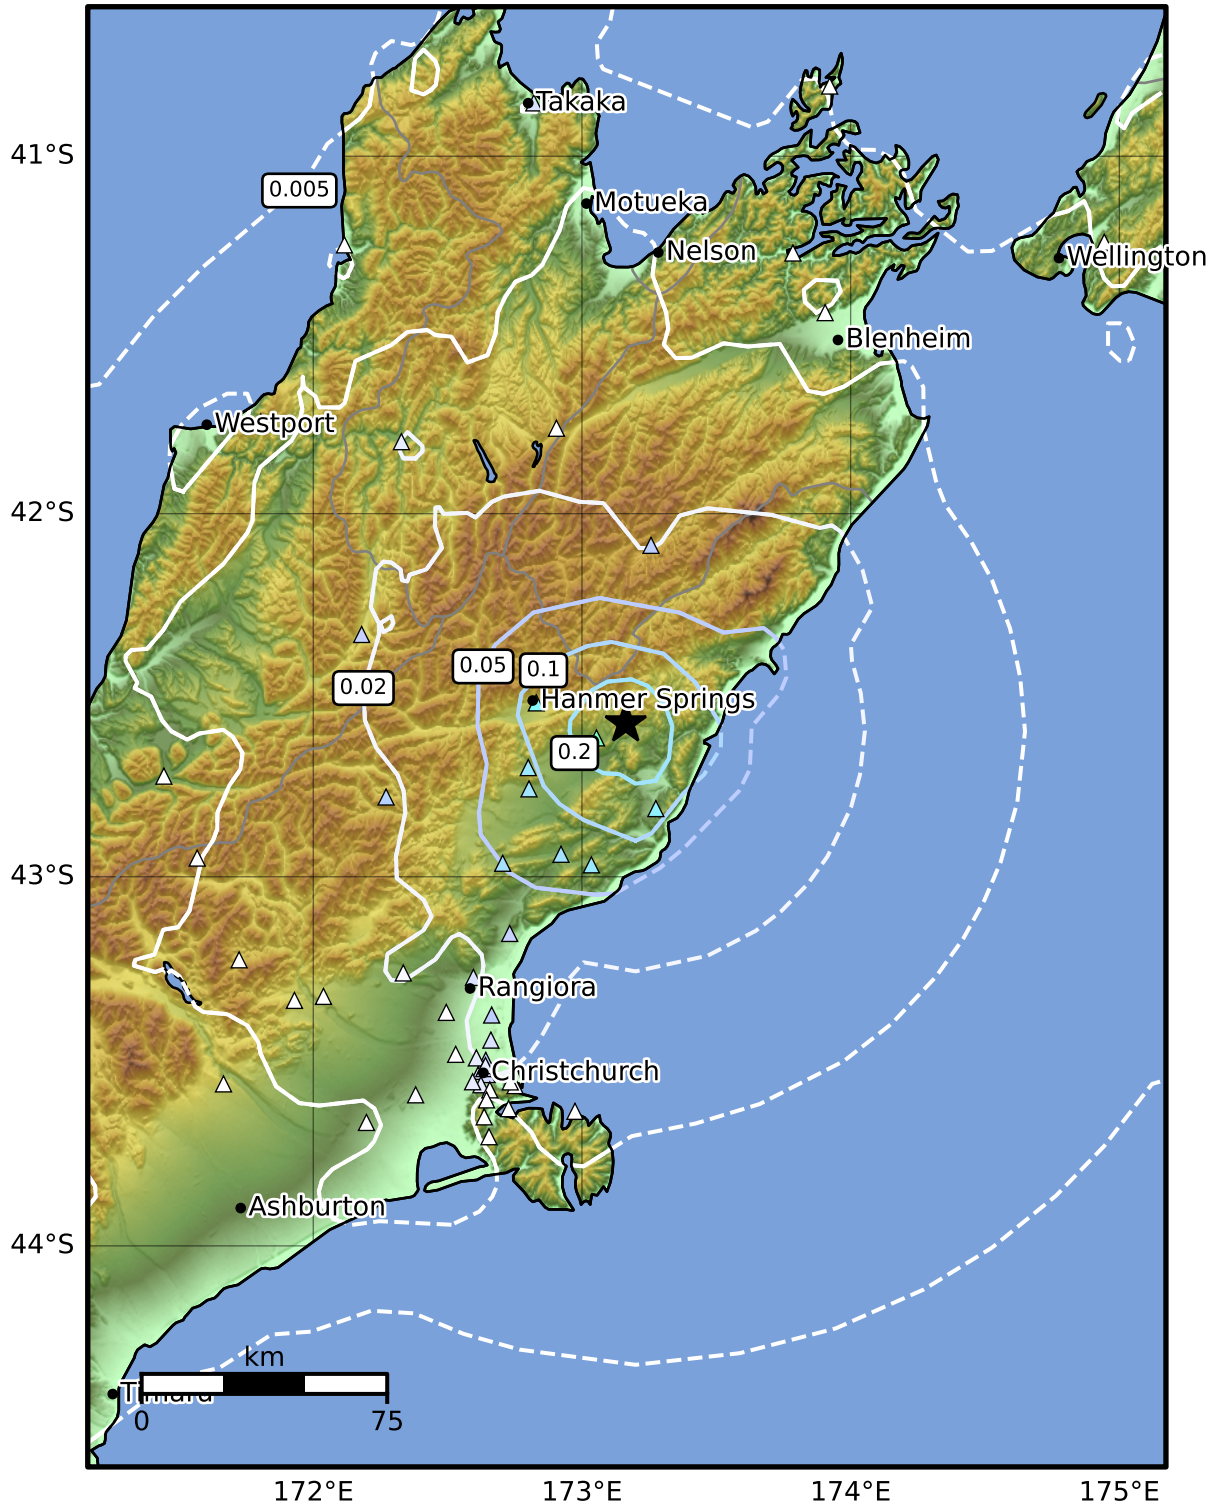 Takaka
41°S
0.005
Motueka
Nelson
Wellington
Blenheim
Westport
42°S
0.05
0.1
0.02
Hanmer Springs
0.2
43°S
Rangiora
Christchurch
Ashburton
44°S
km
Timaru
0
75
172°E
173°E
174°E
175°E